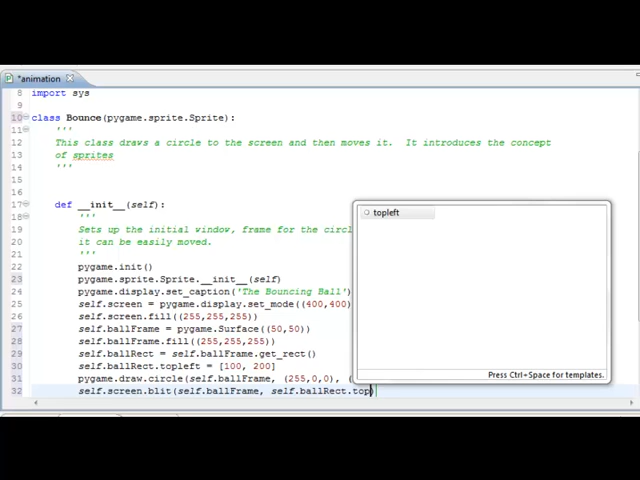 *animation
8 import sys
9
10 class Bounce(pygame.sprite.Sprite):
11 '''
12 This class draws a circle to the screen and then moves it.  It introduces the concept
13 of sprites
14 '''
15
16
17 def __init__(self):
18 '''
19 Sets up the initial window, frame for the circl
20 it can be easily moved.
21 '''
22 pygame.init()
23 pygame.sprite.Sprite.__init__(self)
24 pygame.display.set_caption('The Bouncing Ball')
25 self.screen = pygame.display.set_mode((400,400)
26 self.screen.fill((255,255,255))
27 self.ballFrame = pygame.Surface((50,50))
28 self.ballFrame.fill((255,255,255))
29 self.ballRect = self.ballFrame.get_rect()
30 self.ballRect.topleft = [100, 200]
31 pygame.draw.circle(self.ballFrame, (255,0,0), (
32 self.screen.blit(self.ballFrame, self.ballRect.top)
topleft
Press Ctrl+Space for templates.